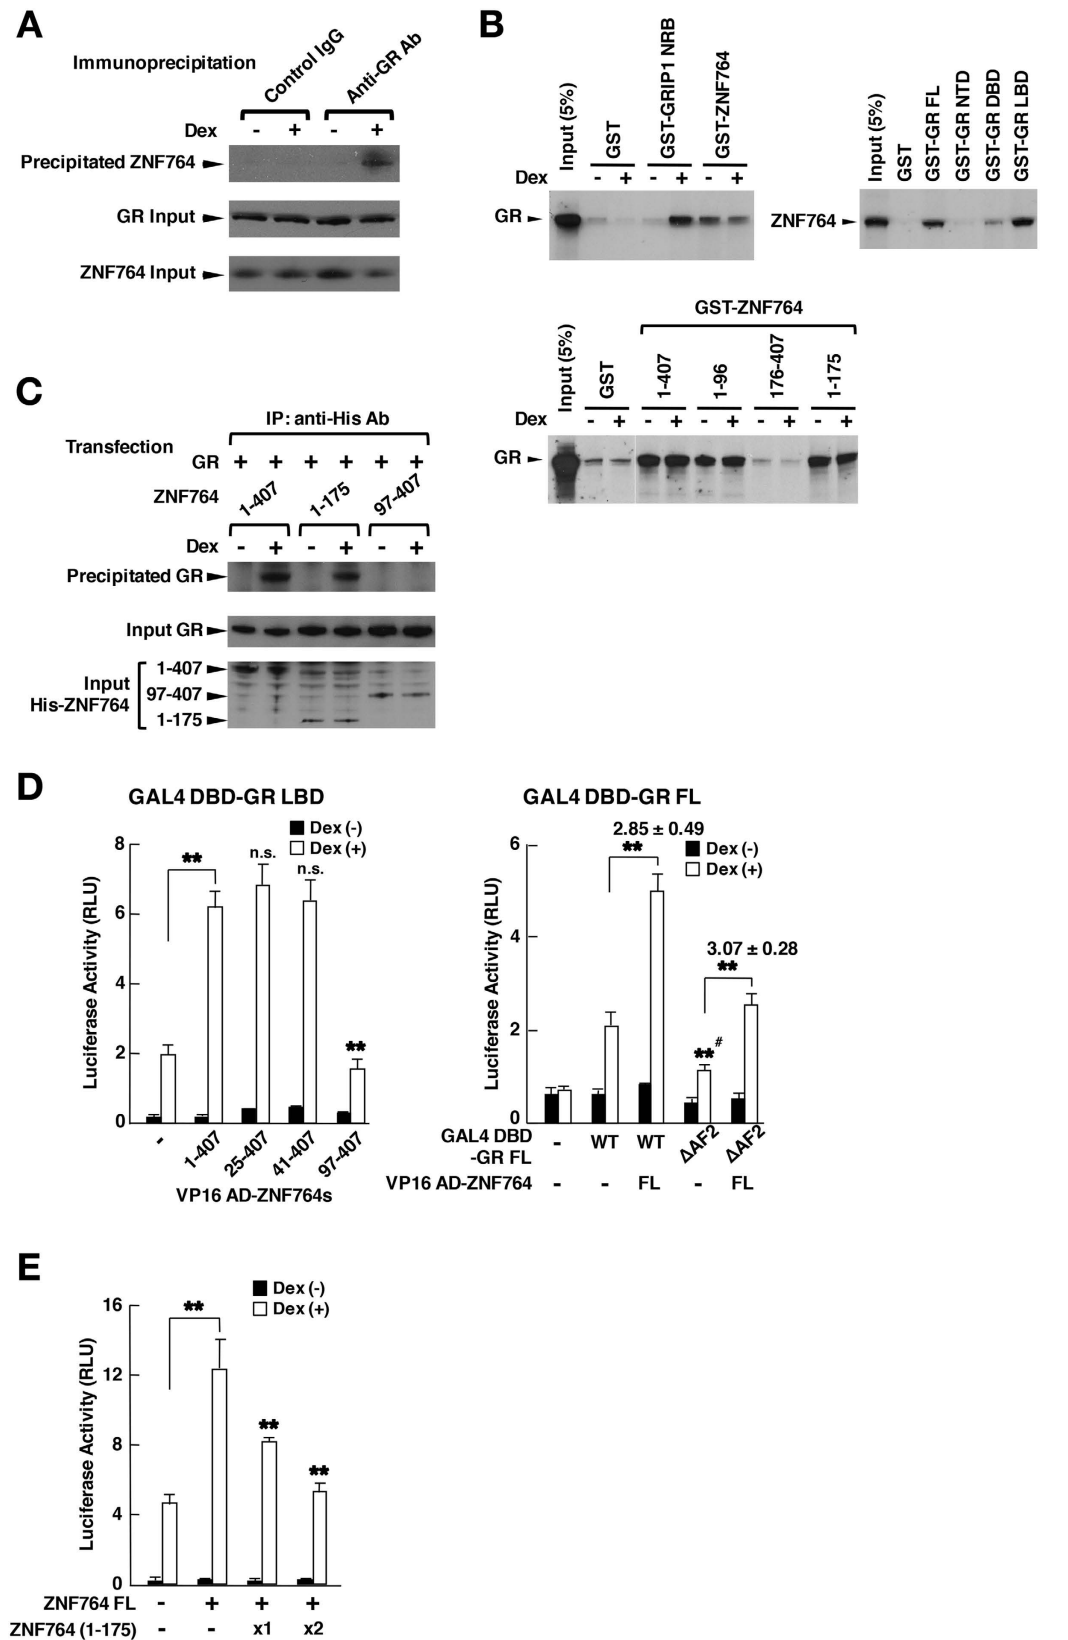 A
Immunoprecipitation
Control IgG
Anti-GR Ab
Dex - + - +
Precipitated ZNF764
GR Input
ZNF764 Input
B
Input (5%)
GST
GST-GRIP1 NRB
GST-ZNF764
Dex - + - + - +
GR
Input (5%)
GST
GST-GR FL
GST-GR NTD
GST-GR DBD
GST-GR LBD
ZNF764
GST-ZNF764
Input (5%)
GST
1-407
1-96
176-407
1-175
Dex - + - + - + - + - +
GR
C
IP: anti-His Ab
Transfection
GR + + + + + +
ZNF764 1-407 1-175 97-407
Dex - + - + - +
Precipitated GR
Input GR
Input
His-ZNF764
1-407
97-407
1-175
D
GAL4 DBD-GR LBD
Dex (-)
Dex (+)
Luciferase Activity (RLU)
8
6
4
2
0
**
n.s.
n.s.
**
- 1-407 25-407 41-407 97-407
VP16 AD-ZNF764s
GAL4 DBD-GR FL
2.85 ± 0.49
**
Dex (-)
Dex (+)
Luciferase Activity (RLU)
6
4
2
0
3.07 ± 0.28
**
**#
GAL4 DBD
-GR FL
- WT WT ΔAF2 ΔAF2
VP16 AD-ZNF764 - - FL - FL
E
Dex (-)
Dex (+)
Luciferase Activity (RLU)
16
12
8
4
0
**
**
**
ZNF764 FL - + + +
ZNF764 (1-175) - - x1 x2